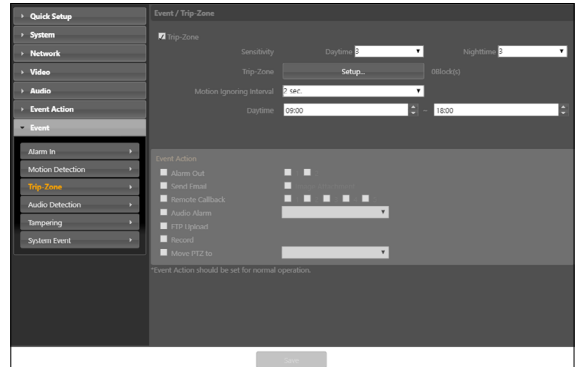 Quick Setup
System
Network
Video
Audio
Event Action
Event
Alarm In
Motion Detection
Trip-Zone
Audio Detection
Tampering
System Event
Event / Trip-Zone
Trip-Zone
Sensitivity Daytime 3 Nighttime 3
Trip-Zone Setup... 0Block(s)
Motion Ignoring Interval 2 sec.
Daytime 09:00 ~ 18:00
Event Action
Alarm Out
Send Email
Remote Callback
Audio Alarm
FTP Upload
Record
Move PTZ to
*Event Action should be set for normal operation.
Save